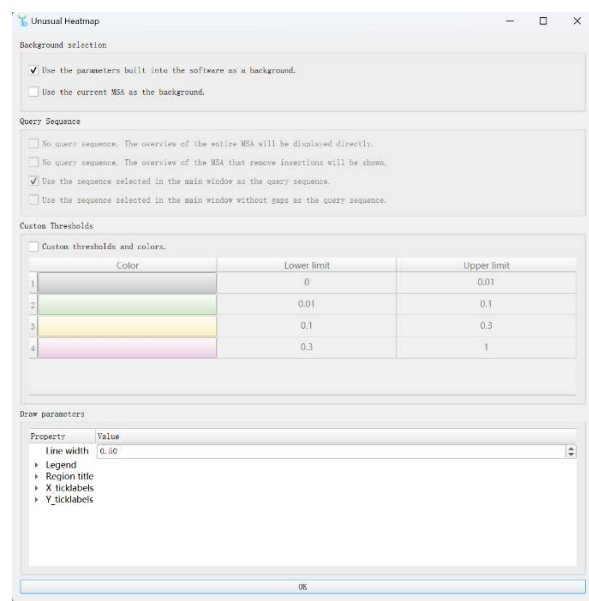 Unusual Heatmap
Background selection
Use the parameters built into the software as a background.
Use the current MSA as the background.
Query Sequence
No query sequence. The overview of the entire MSA will be displayed directly.
No query sequence. The overview of the MSA that remove insertions will be shown.
Use the sequence selected in the main window as the query sequence.
Use the sequence selected in the main window without gaps as the query sequence.
Custom Thresholds
Custom thresholds and colors.
Color Lower limit Upper limit
1 0 0.01
2 0.01 0.1
3 0.1 0.3
4 0.3 1
Draw parameters
Property Value
Line width 0.50
Legend
Region title
X_ticklabels
Y_ticklabels
OK